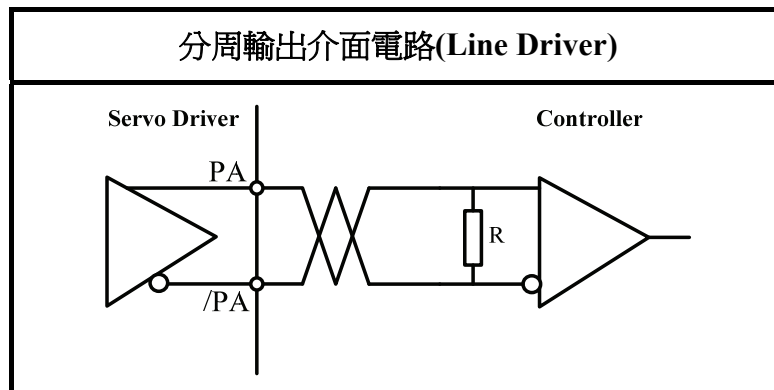 分周輸出介面電路(Line Driver)
Servo Driver
Controller
PA
R
/PA